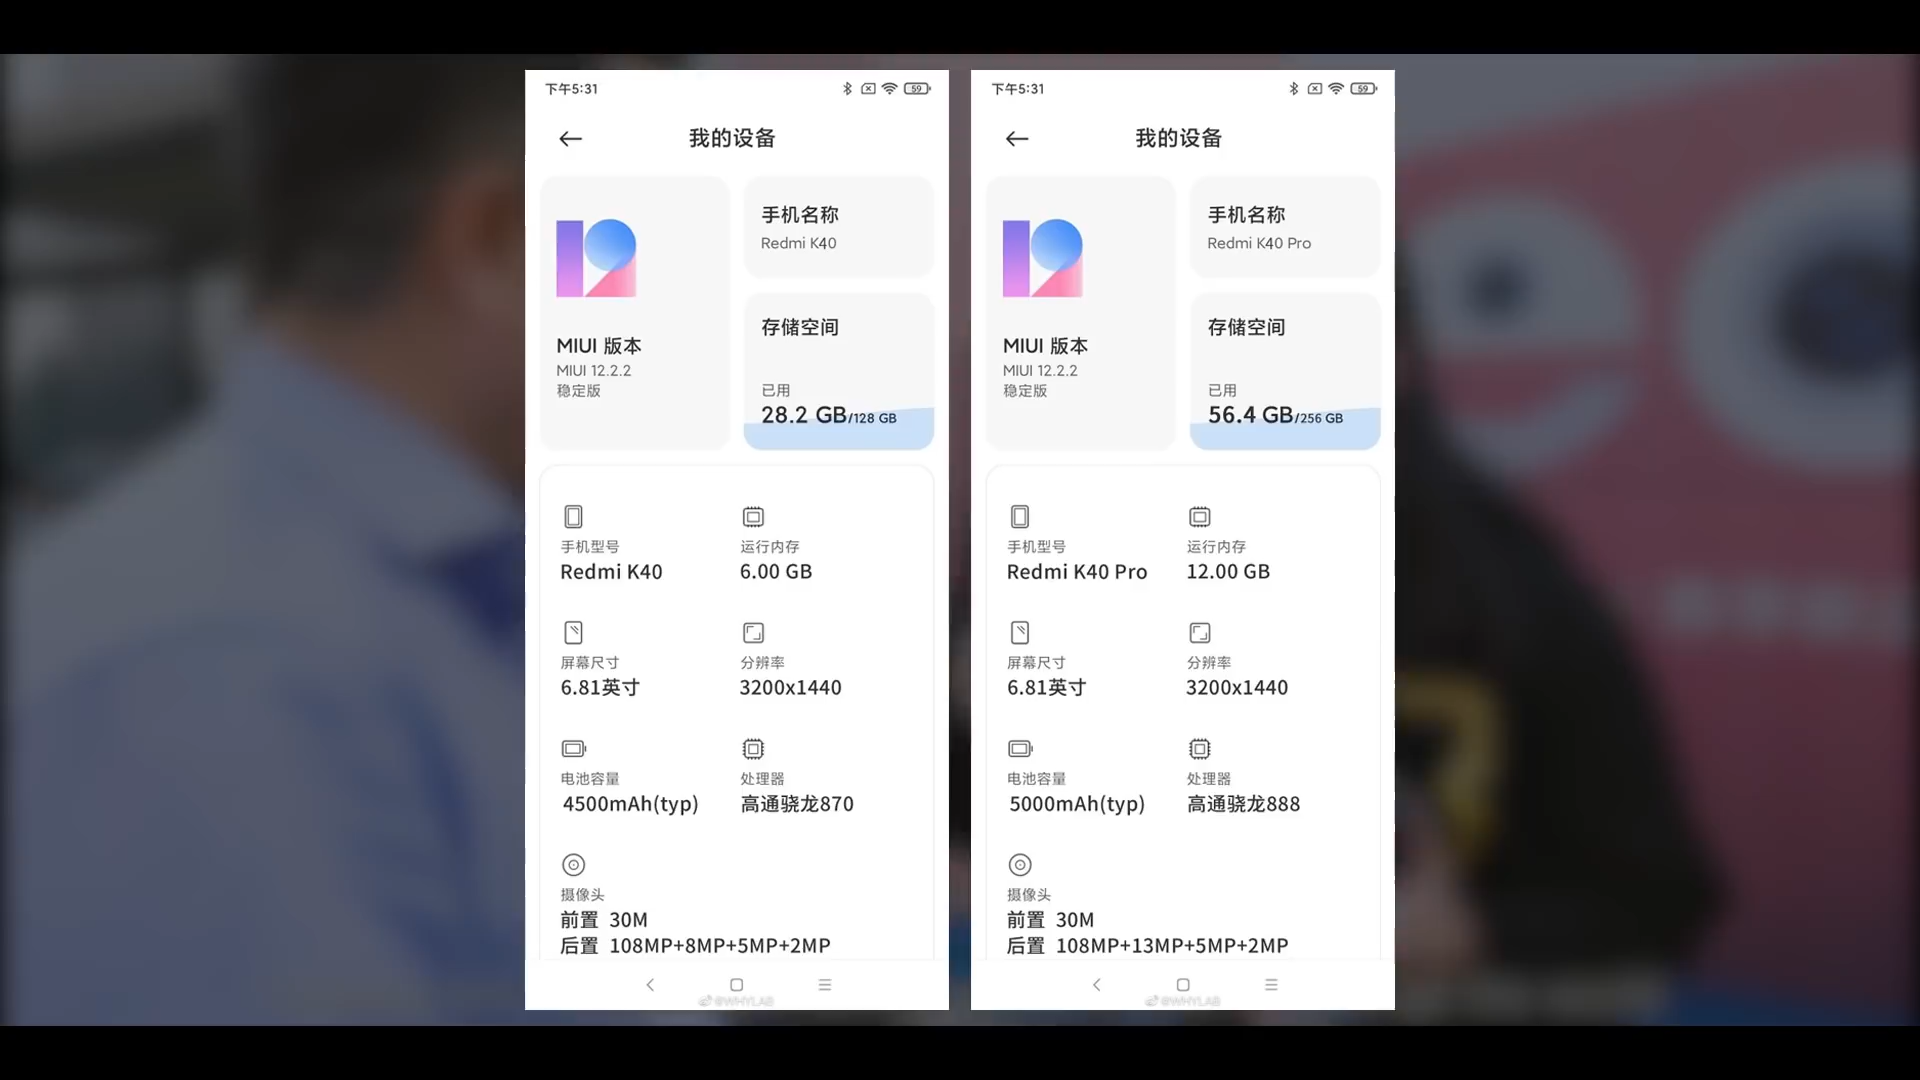 下午5:31
59
我的设备
MIUI 版本
MIUI 12.2.2
稳定版
手机名称
Redmi K40
存储空间
已用
28.2 GB/128 GB
手机型号
Redmi K40
运行内存
6.00 GB
屏幕尺寸
6.81英寸
分辨率
3200x1440
电池容量
4500mAh(typ)
处理器
高通骁龙870
摄像头
前置 30M
后置 108MP+8MP+5MP+2MP
@WHYLAB
下午5:31
59
我的设备
MIUI 版本
MIUI 12.2.2
稳定版
手机名称
Redmi K40 Pro
存储空间
已用
56.4 GB/256 GB
手机型号
Redmi K40 Pro
运行内存
12.00 GB
屏幕尺寸
6.81英寸
分辨率
3200x1440
电池容量
5000mAh(typ)
处理器
高通骁龙888
摄像头
前置 30M
后置 108MP+13MP+5MP+2MP
@WHYLAB